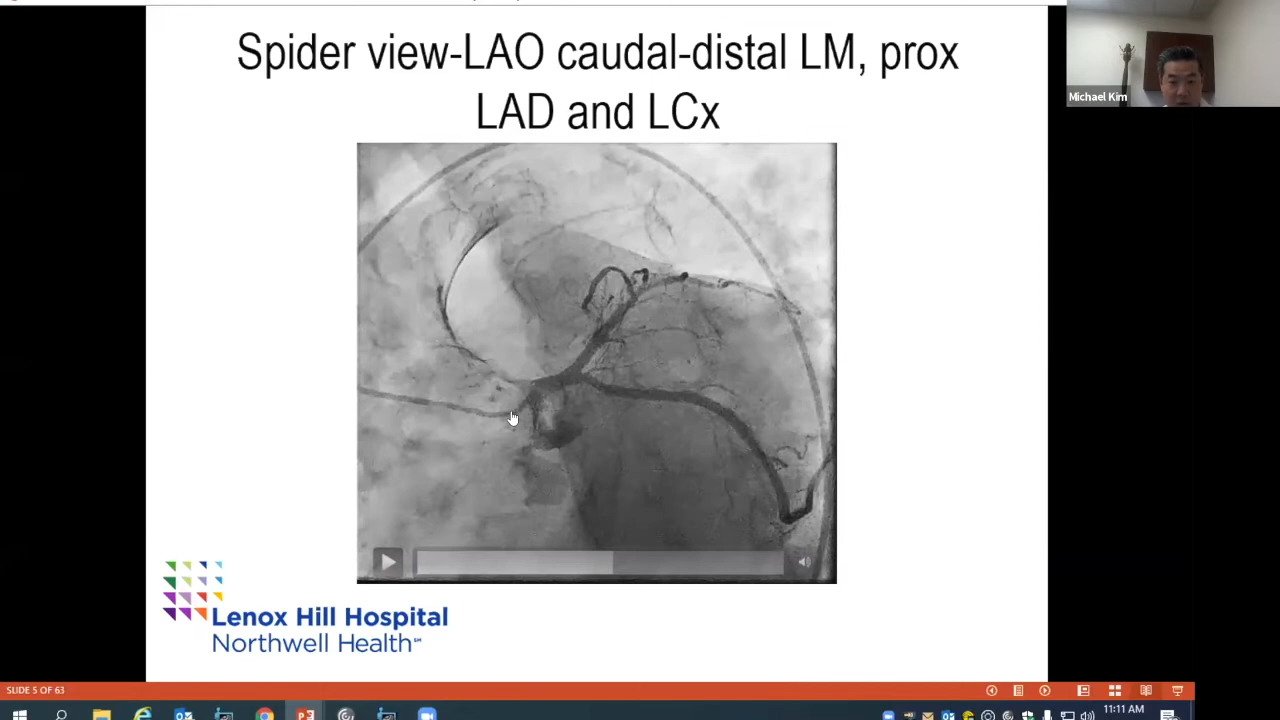 Spider view-LAO caudal-distal LM, prox
LAD and LCx
Michael Kim
Lenox Hill Hospital
Northwell Health℠
SLIDE 5 OF 63
11:11 AM